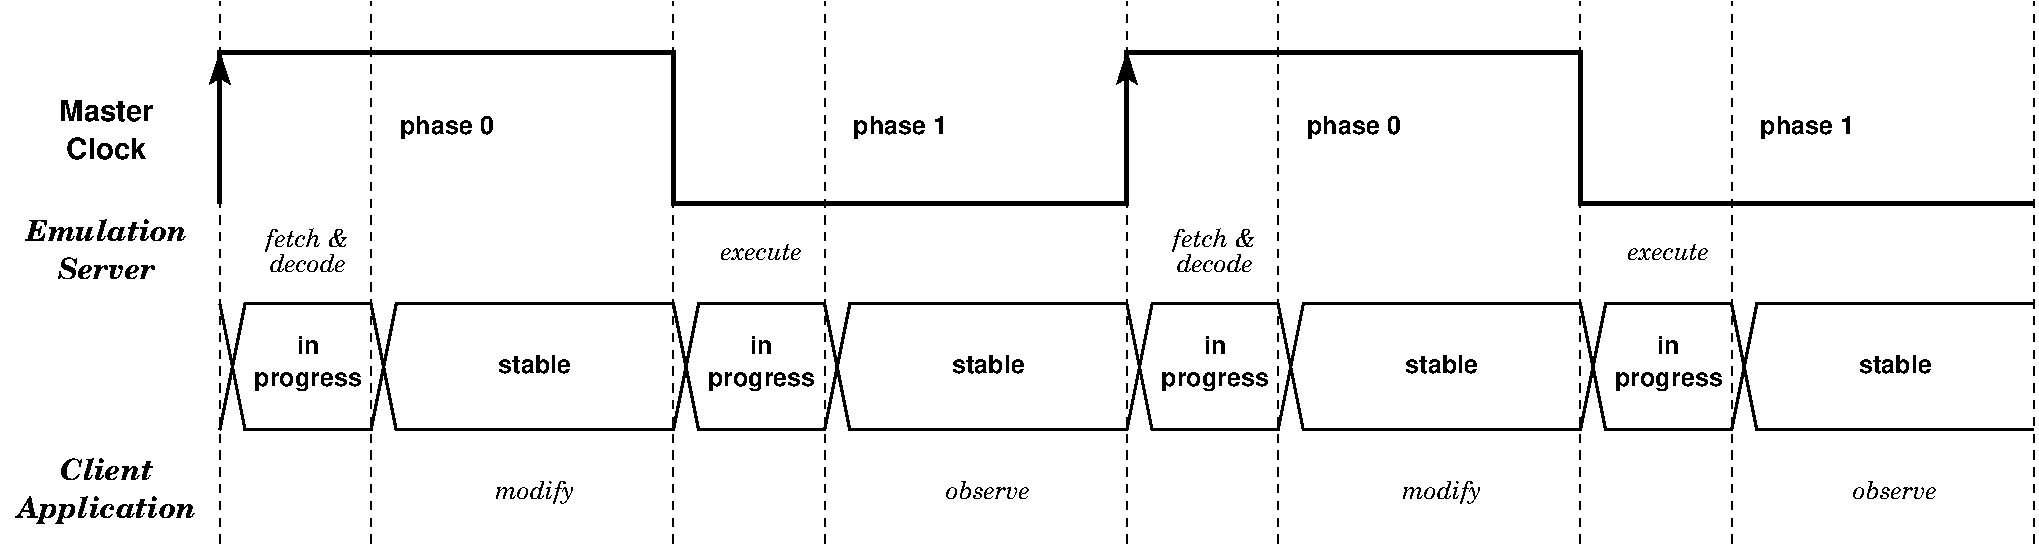 Master
Clock
phase 0
phase 1
phase 0
phase 1
Emulation
Server
fetch &
decode
execute
fetch &
decode
execute
in
progress
stable
in
progress
stable
in
progress
stable
in
progress
stable
Client
Application
modify
observe
modify
observe